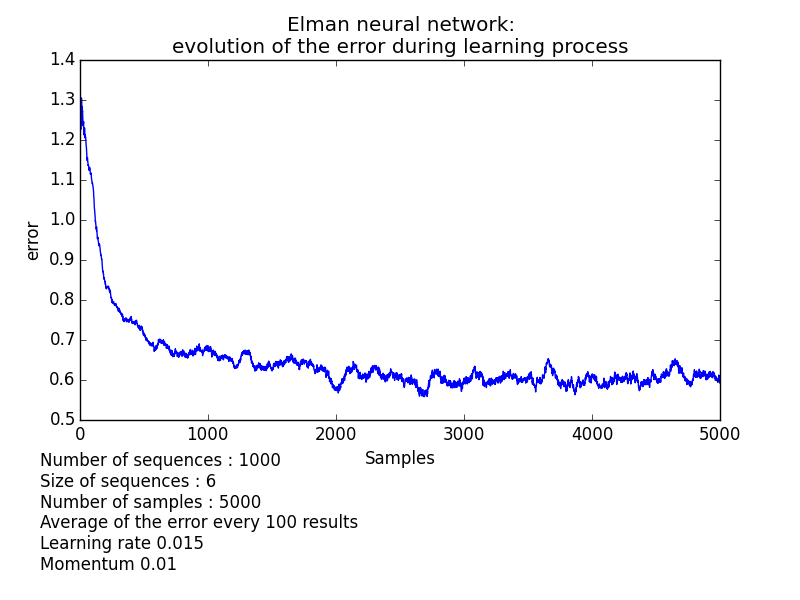 Elman neural network:
evolution of the error during learning process
1.4
1.3
1.2
1.1
1.0
0.9
0.8
0.7
0.6
0.5
error
0 1000 2000 3000 4000 5000
Samples
Number of sequences : 1000
Size of sequences : 6
Number of samples : 5000
Average of the error every 100 results
Learning rate 0.015
Momentum 0.01